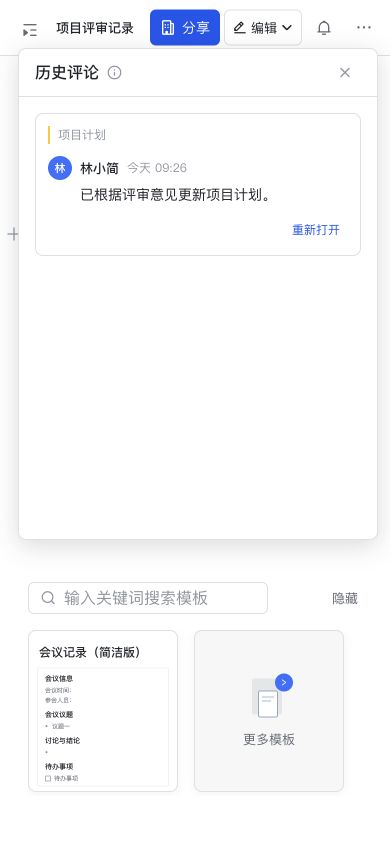 项目评审记录
分享
编辑
历史评论
项目计划
林
林小简 今天 09:26
已根据评审意见更新项目计划。
重新打开
输入关键词搜索模板
隐藏
会议记录（简洁版）
会议信息
会议时间:
参会人员:
会议议题
• 议题一
讨论与结论
待办事项
待办事项
更多模板